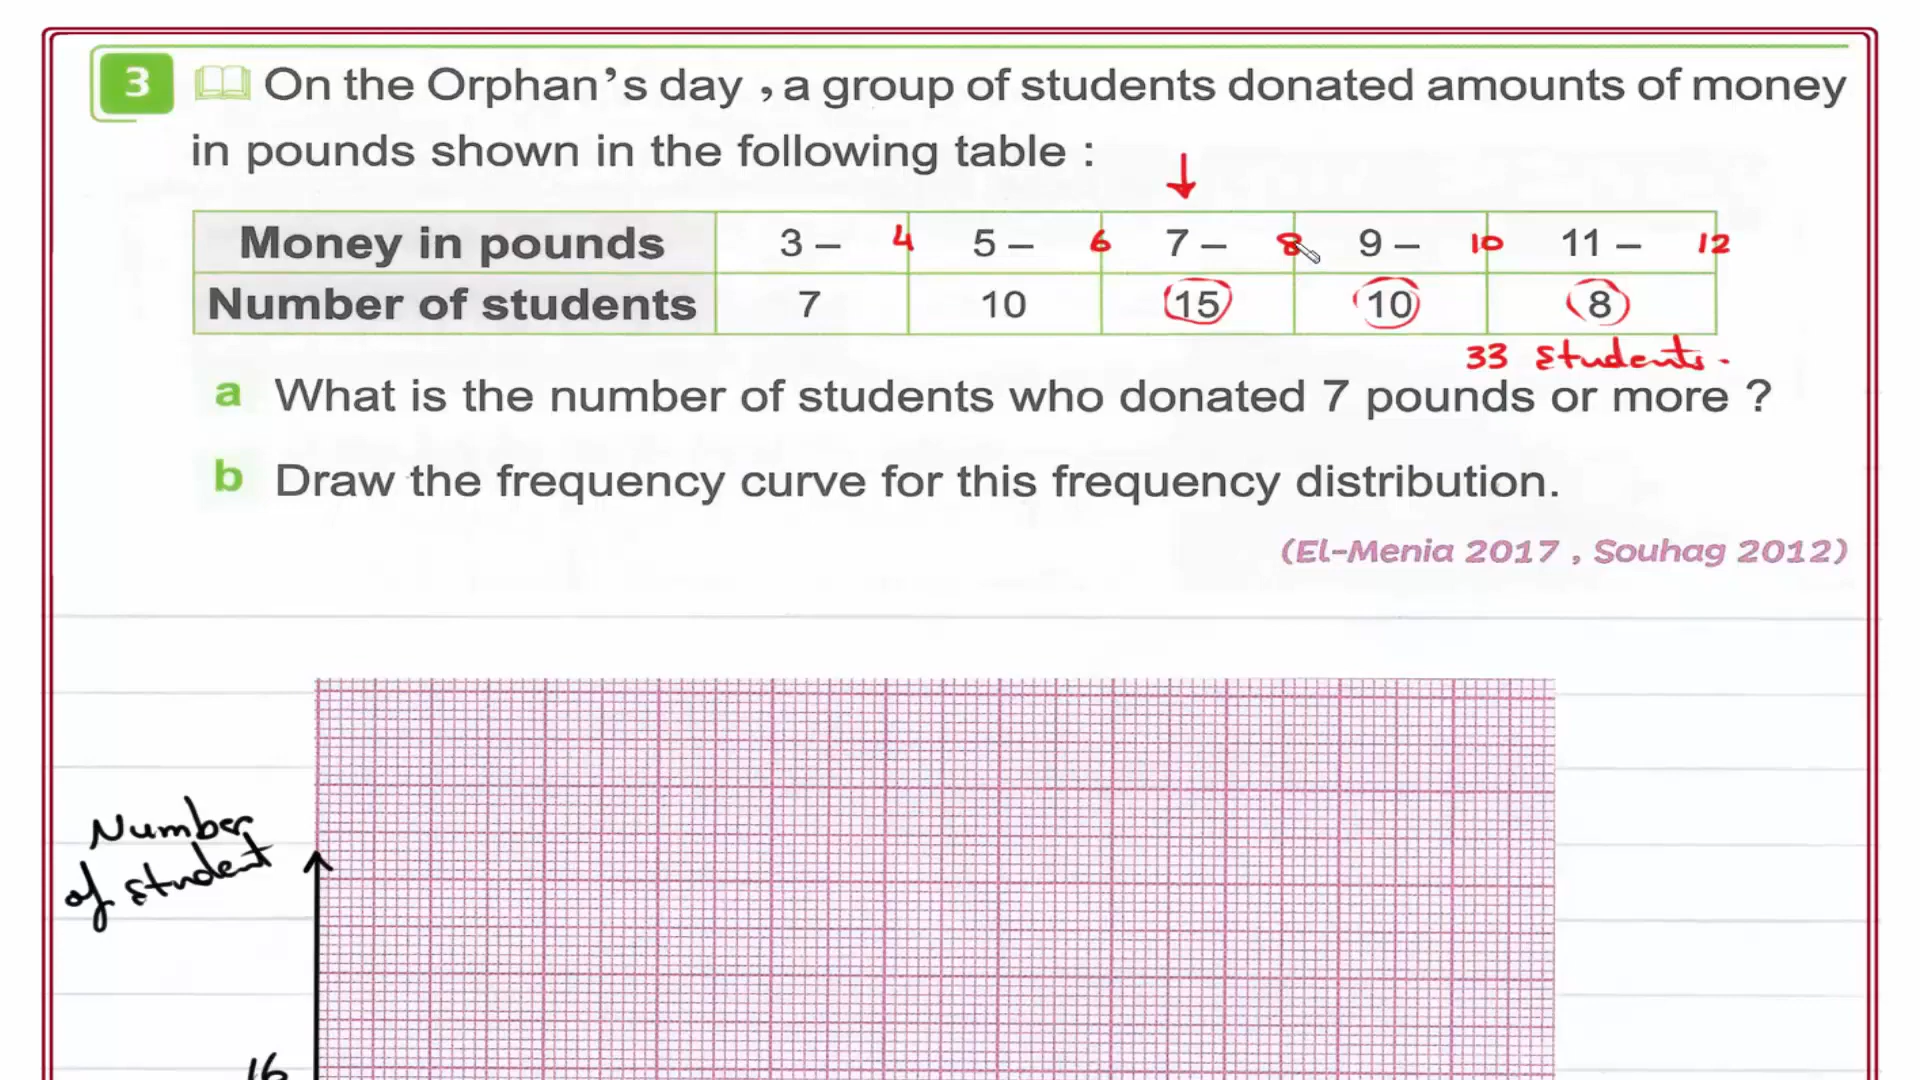 3 On the Orphan's day , a group of students donated amounts of money
in pounds shown in the following table :
Money in pounds 3 – 4 5 – 6 7 – 8 9 – 10 11 – 12
Number of students 7 10 15 10 8
33 students.
a What is the number of students who donated 7 pounds or more ?
b Draw the frequency curve for this frequency distribution.
(El-Menia 2017 , Souhag 2012)
Number
of student
16